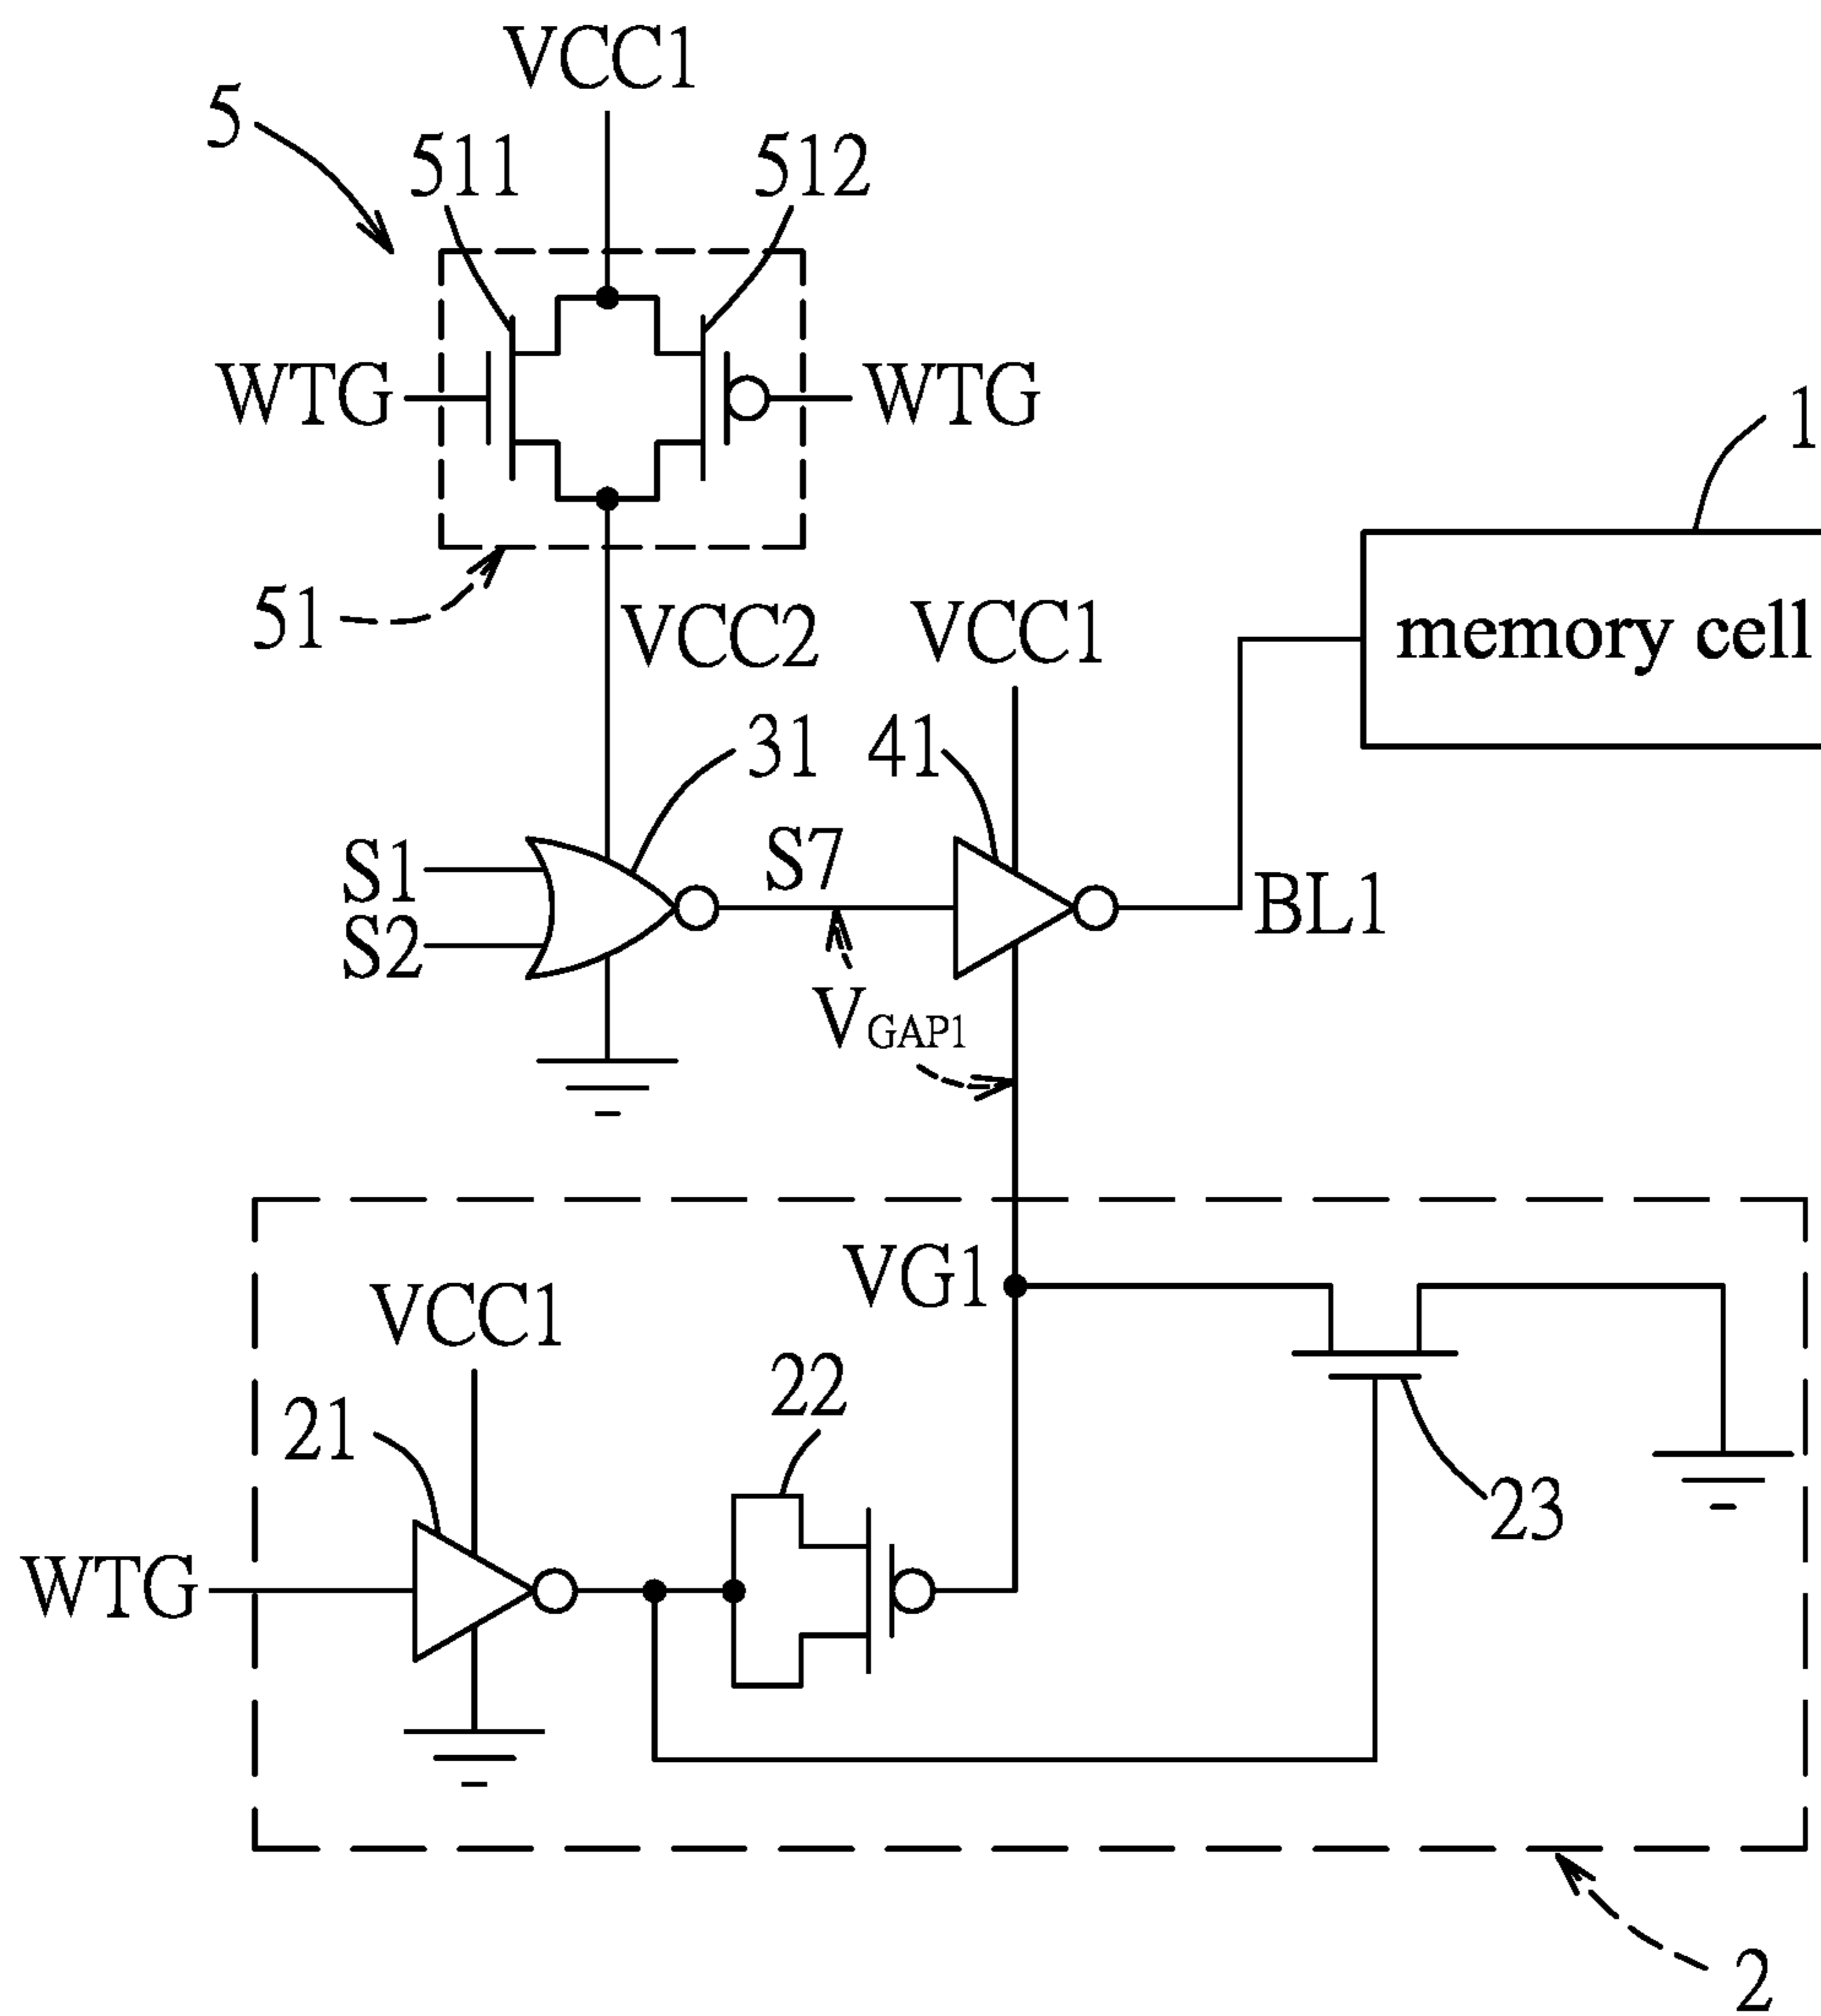 VCC1
5
511
512
WTG
WTG
1
51
VCC2
VCC1
memory cell
31
41
S1
S7
S2
BL1
VGAP1
VG1
VCC1
22
21
23
WTG
2